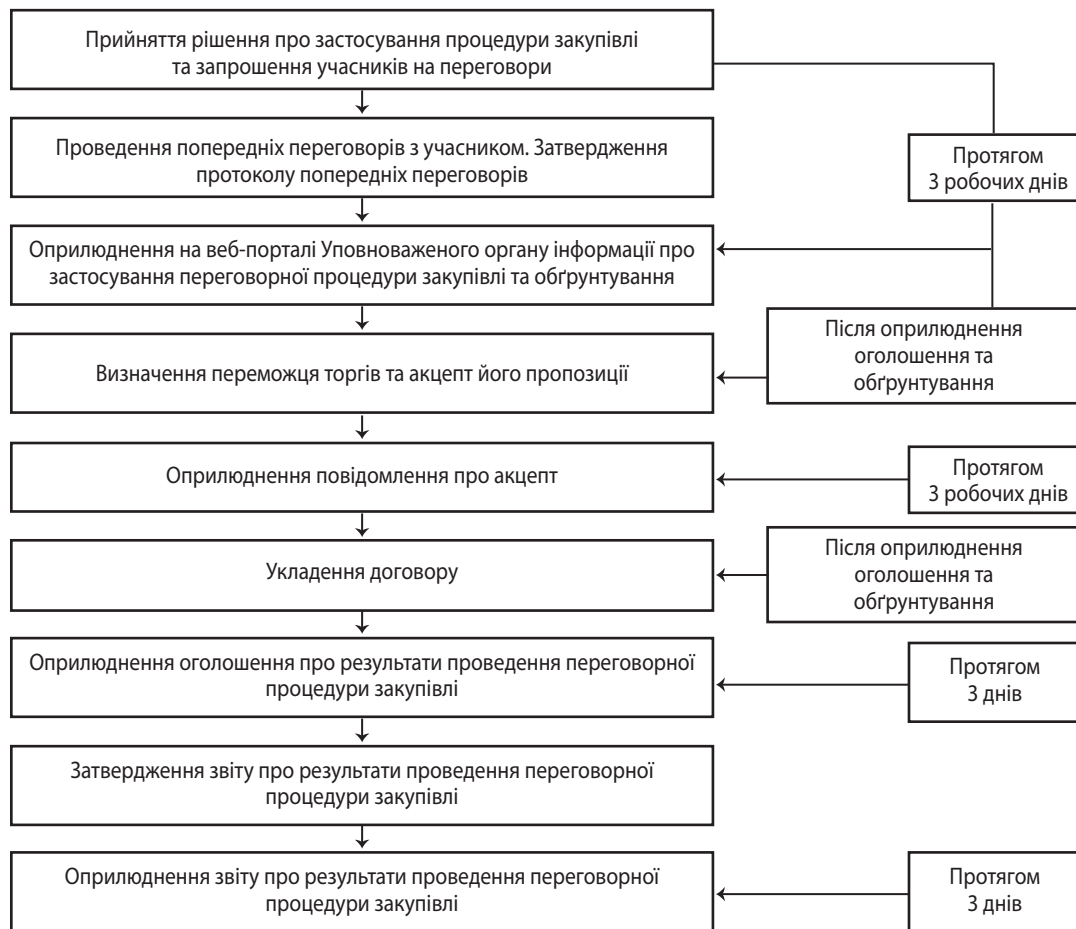 Прийняття рішення про застосування процедури закупівлі
та запрошення учасників на переговори
Проведення попередніх переговорів з учасником. Затвердження
протоколу попередніх переговорів
Протягом
3 робочих днів
Оприлюднення на веб-порталі Уповноваженого органу інформації про
застосування переговорної процедури закупівлі та обґрунтування
Визначення переможця торгів та акцепт його пропозиції
Після оприлюднення
оголошення та
обґрунтування
Оприлюднення повідомлення про акцепт
Протягом
3 робочих днів
Укладення договору
Після оприлюднення
оголошення та
обґрунтування
Оприлюднення оголошення про результати проведення переговорної
процедури закупівлі
Протягом
3 днів
Затвердження звіту про результати проведення переговорної
процедури закупівлі
Оприлюднення звіту про результати проведення переговорної
процедури закупівлі
Протягом
3 днів